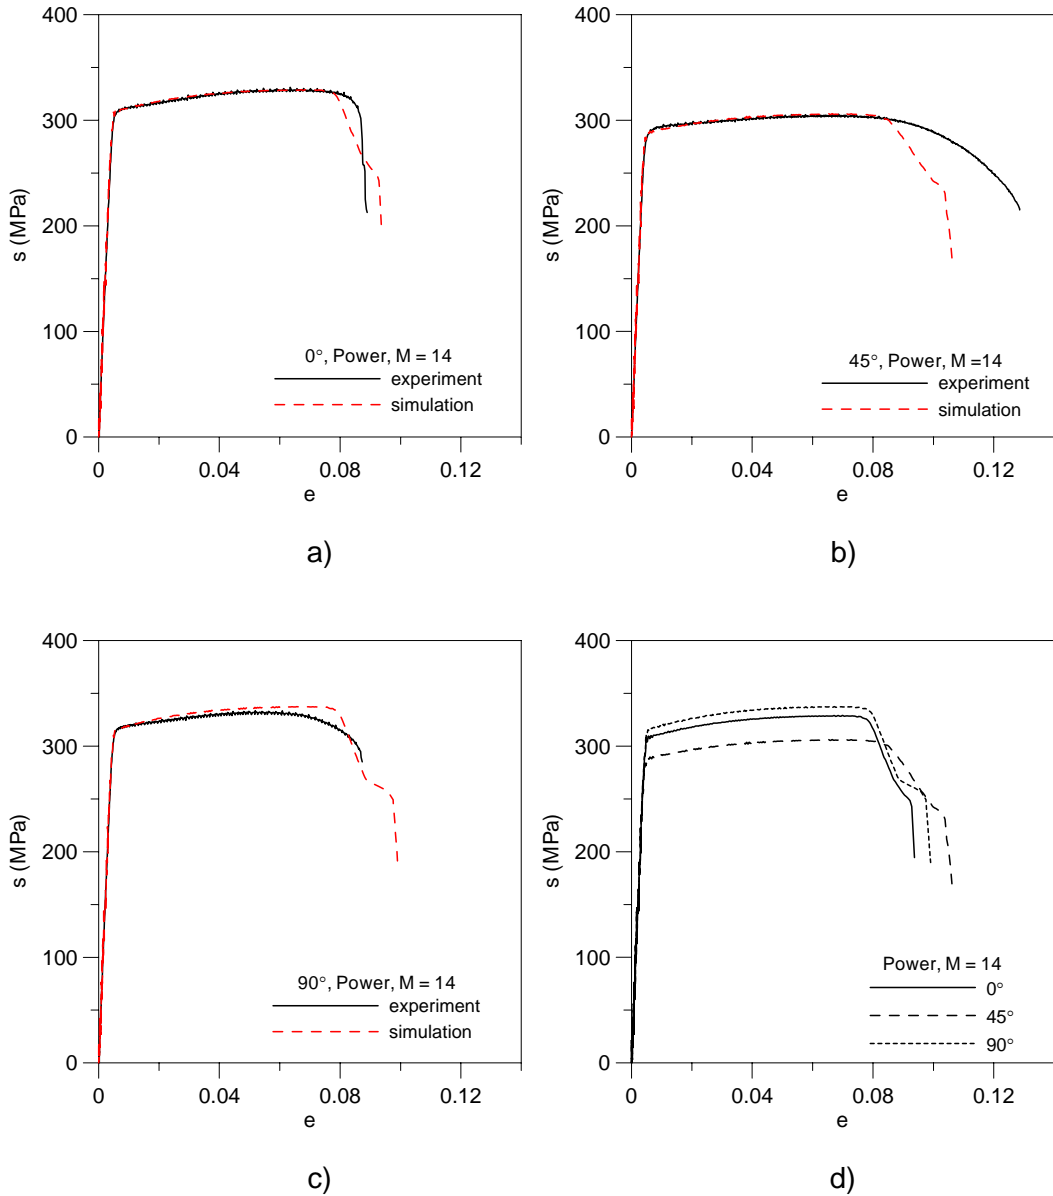 400
300
200
100
0
s (MPa)
0°, Power, M = 14
experiment
simulation
0 0.04 0.08 0.12
e
a)
400
300
200
100
0
s (MPa)
45°, Power, M =14
experiment
simulation
0 0.04 0.08 0.12
e
b)
400
300
200
100
0
s (MPa)
90°, Power, M = 14
experiment
simulation
0 0.04 0.08 0.12
e
c)
400
300
200
100
0
s (MPa)
Power, M = 14
0°
45°
90°
0 0.04 0.08 0.12
e
d)